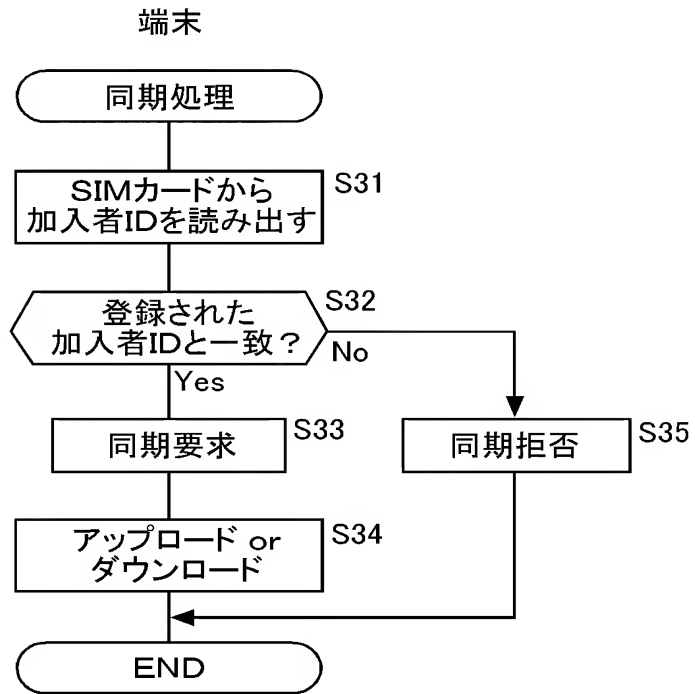 端末
同期処理
SIMカードから
加入者IDを読み出す
S31
登録された
加入者IDと一致？
S32
No
Yes
同期要求
S33
同期拒否
S35
アップロード or
ダウンロード
S34
END